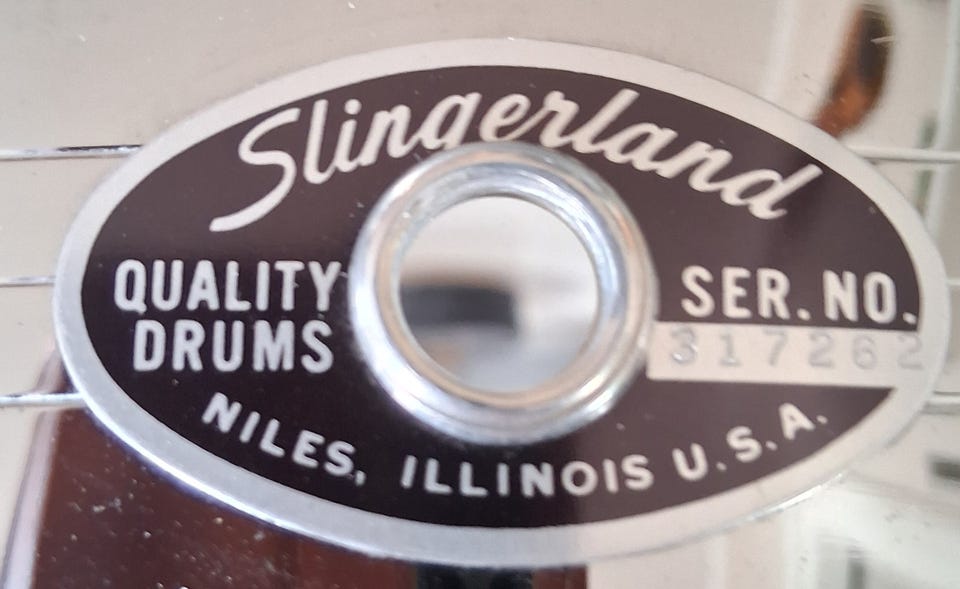 Slingerland
QUALITY
DRUMS
SER. NO.
317262
NILES, ILLINOIS U.S.A.